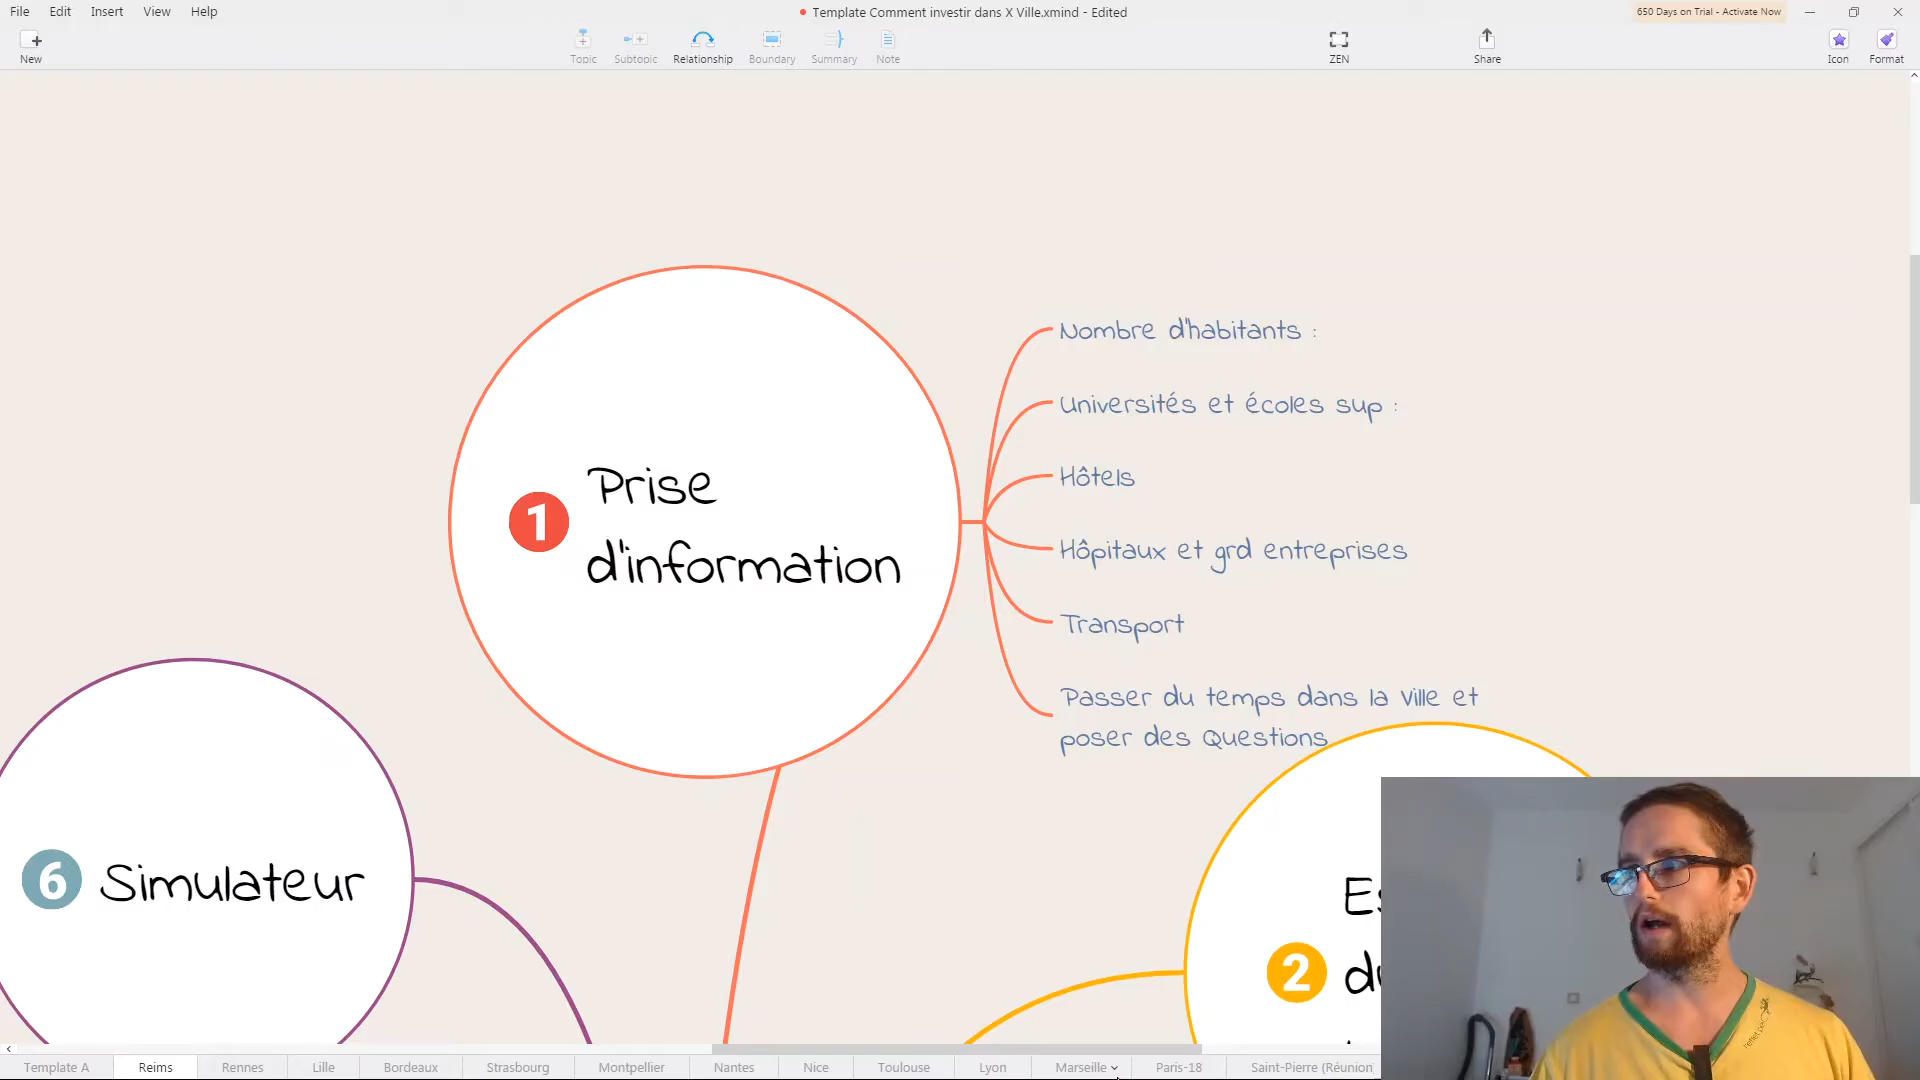 File Edit Insert View Help
Template Comment investir dans X Ville.xmind - Edited
650 Days on Trial - Activate Now
New
Topic Subtopic Relationship Boundary Summary Note
ZEN
Share
Icon Format
Nombre d'habitants :
Universités et écoles sup :
Hôtels
Hôpitaux et grd entreprises
Transport
Passer du temps dans la ville et
poser des Questions
1 Prise
d'information
6 Simulateur
2
Template A Reims Rennes Lille Bordeaux Strasbourg Montpellier Nantes Nice Toulouse Lyon Marseille Paris-18 Saint-Pierre (Réunion